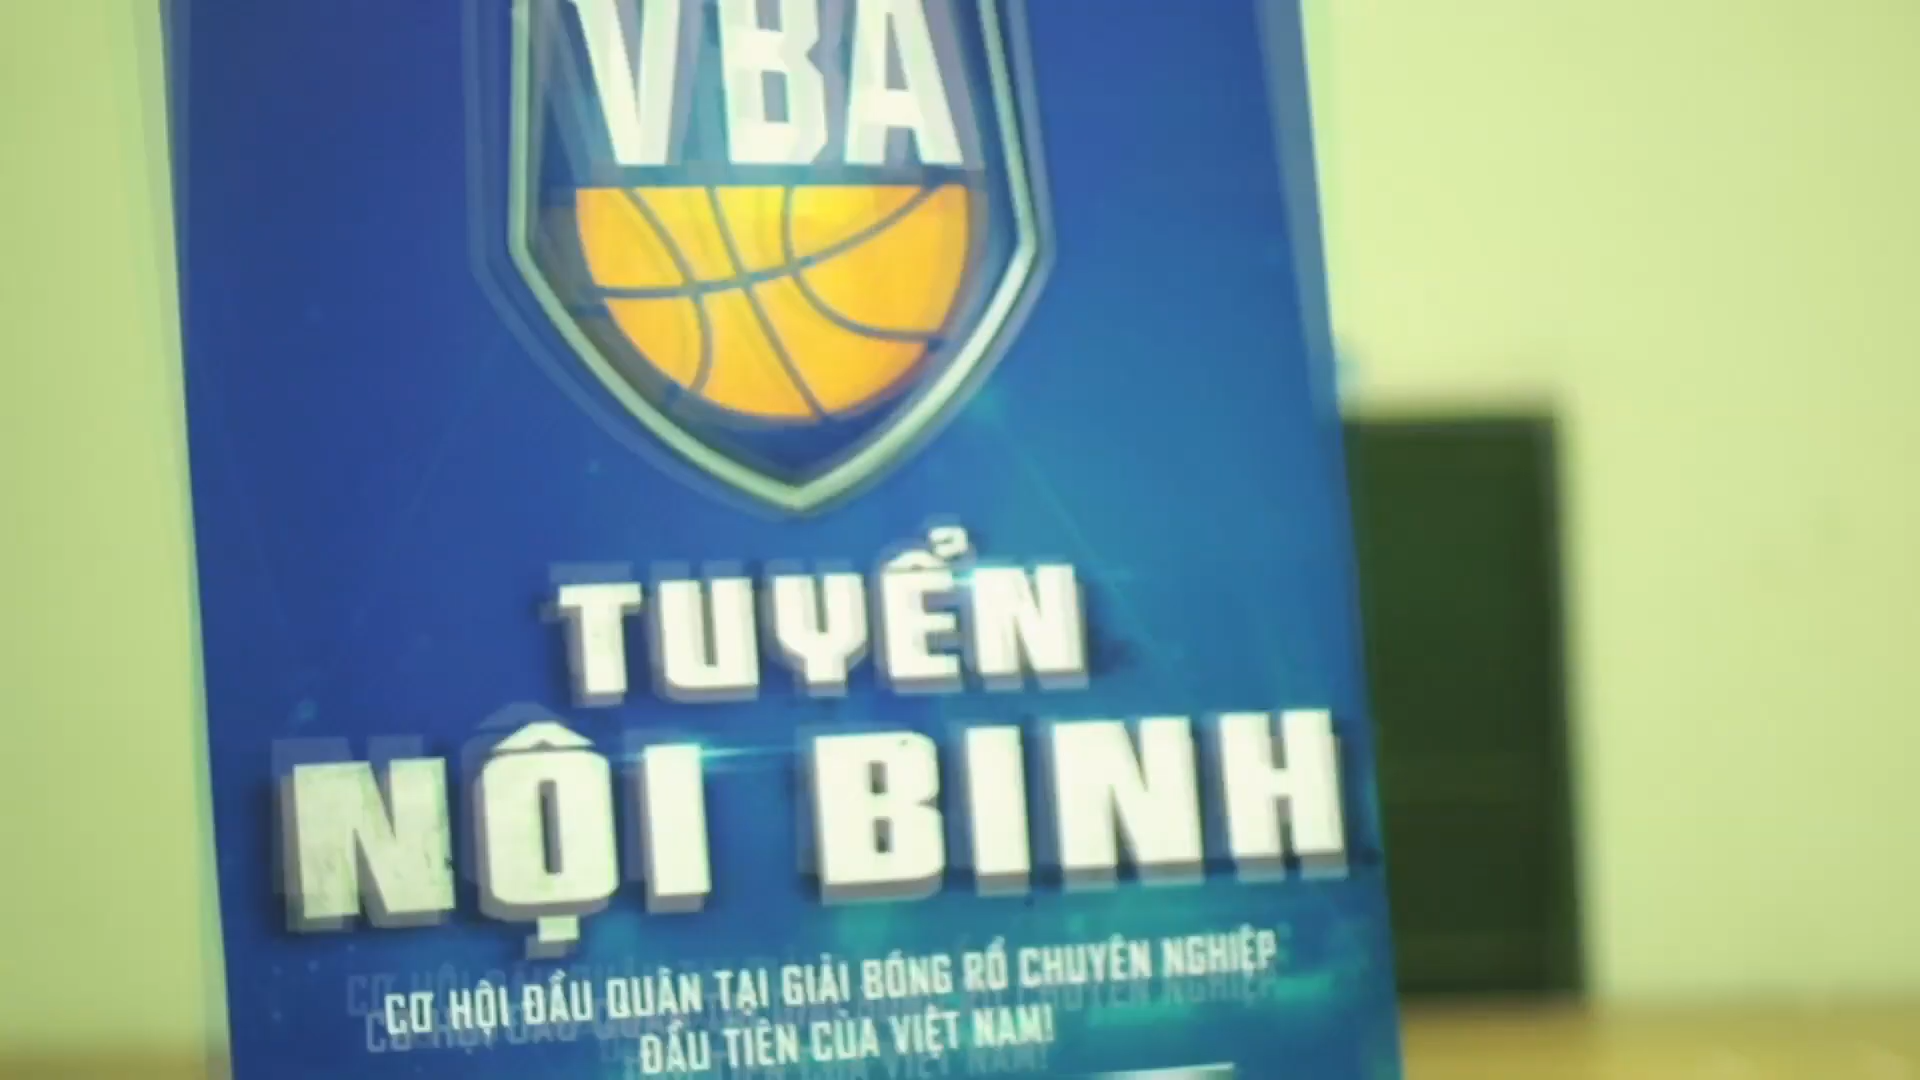 VBA
TUYỂN
NỘI BINH
CƠ HỘI ĐẦU QUÂN TẠI GIẢI BÓNG RỔ CHUYÊN NGHIỆP
ĐẦU TIÊN CỦA VIỆT NAM!